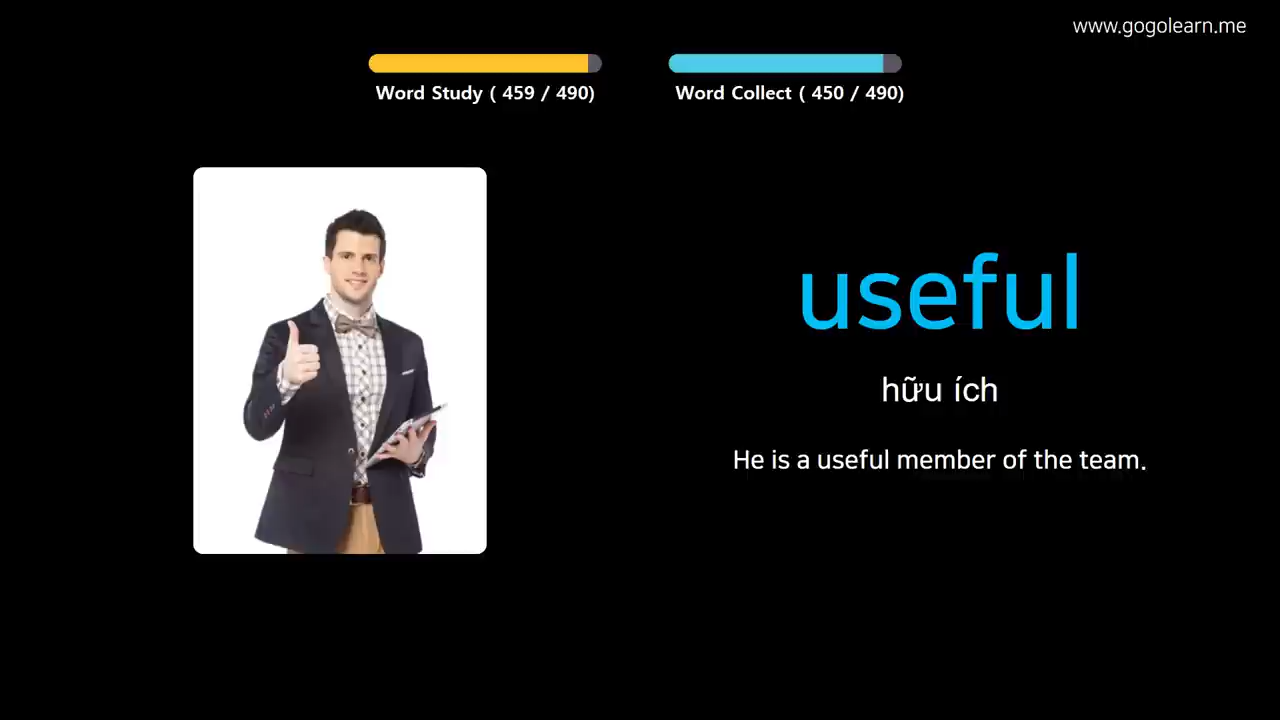 www.gogolearn.me
Word Study ( 459 / 490)
Word Collect ( 450 / 490)
useful
hữu ích
He is a useful member of the team.